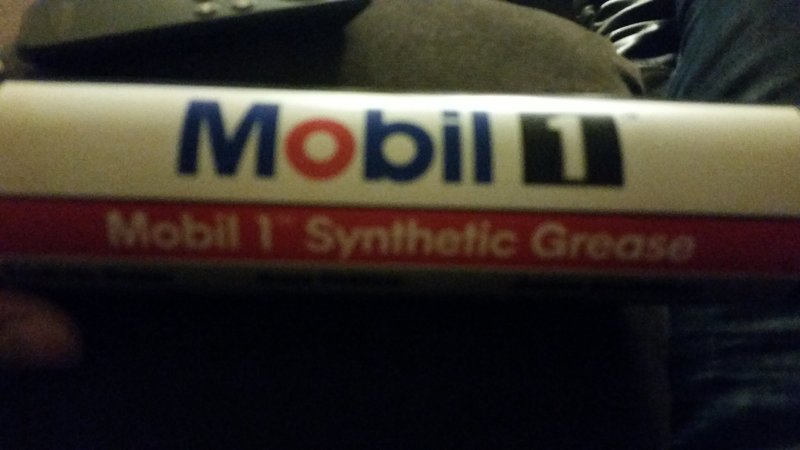 Mobil 1
Mobil 1™ Synthetic Grease